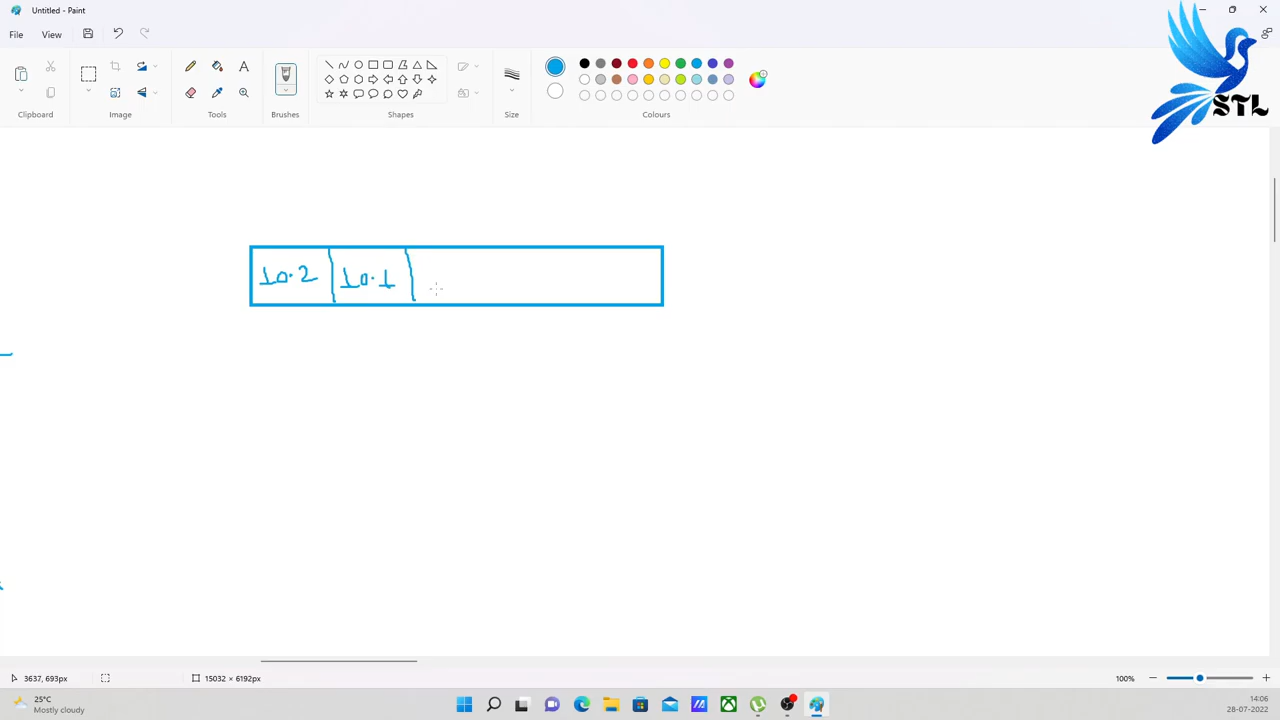 Untitled - Paint
File View
Clipboard Image Tools Brushes Shapes Size Colours
STL
10.2 10.1
3637, 693px 15032 × 6192px 100%
25°C
Mostly cloudy
14:06
28-07-2022